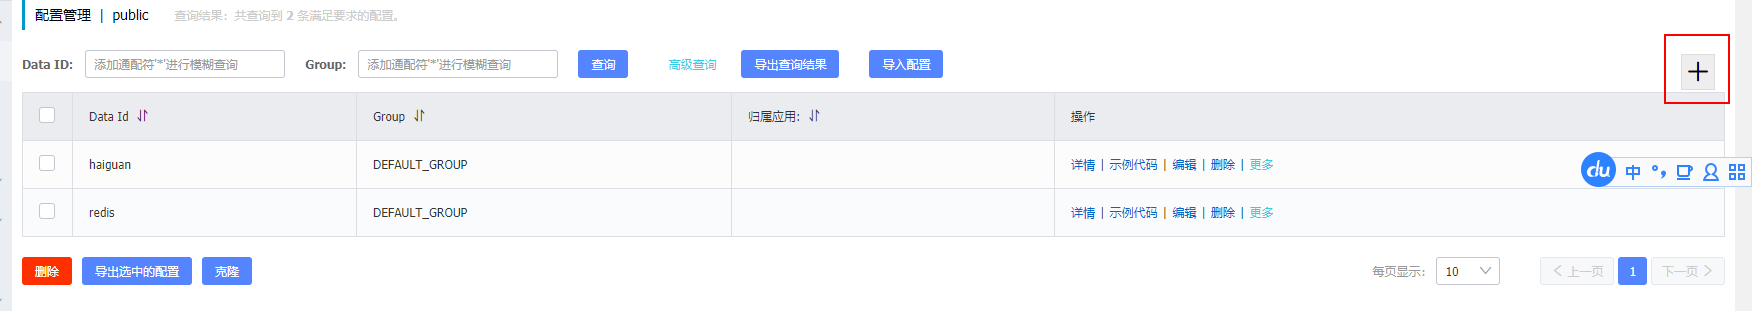 配置管理 | public 查询结果：共查询到 2 条满足要求的配置。
Data ID: 添加通配符'*'进行模糊查询 Group: 添加通配符'*'进行模糊查询 查询 高级查询 导出查询结果 导入配置
Data Id Group 归属应用: 操作
haiguan DEFAULT_GROUP 详情 | 示例代码 | 编辑 | 删除 | 更多
du 中
redis DEFAULT_GROUP 详情 | 示例代码 | 编辑 | 删除 | 更多
删除 导出选中的配置 克隆 每页显示: 10 上一页 1 下一页